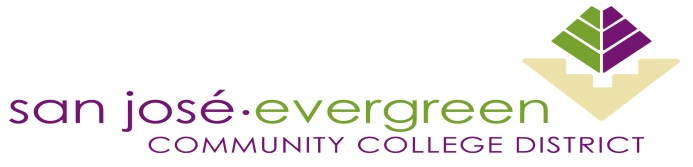 san josé·evergreen
COMMUNITY COLLEGE DISTRICT